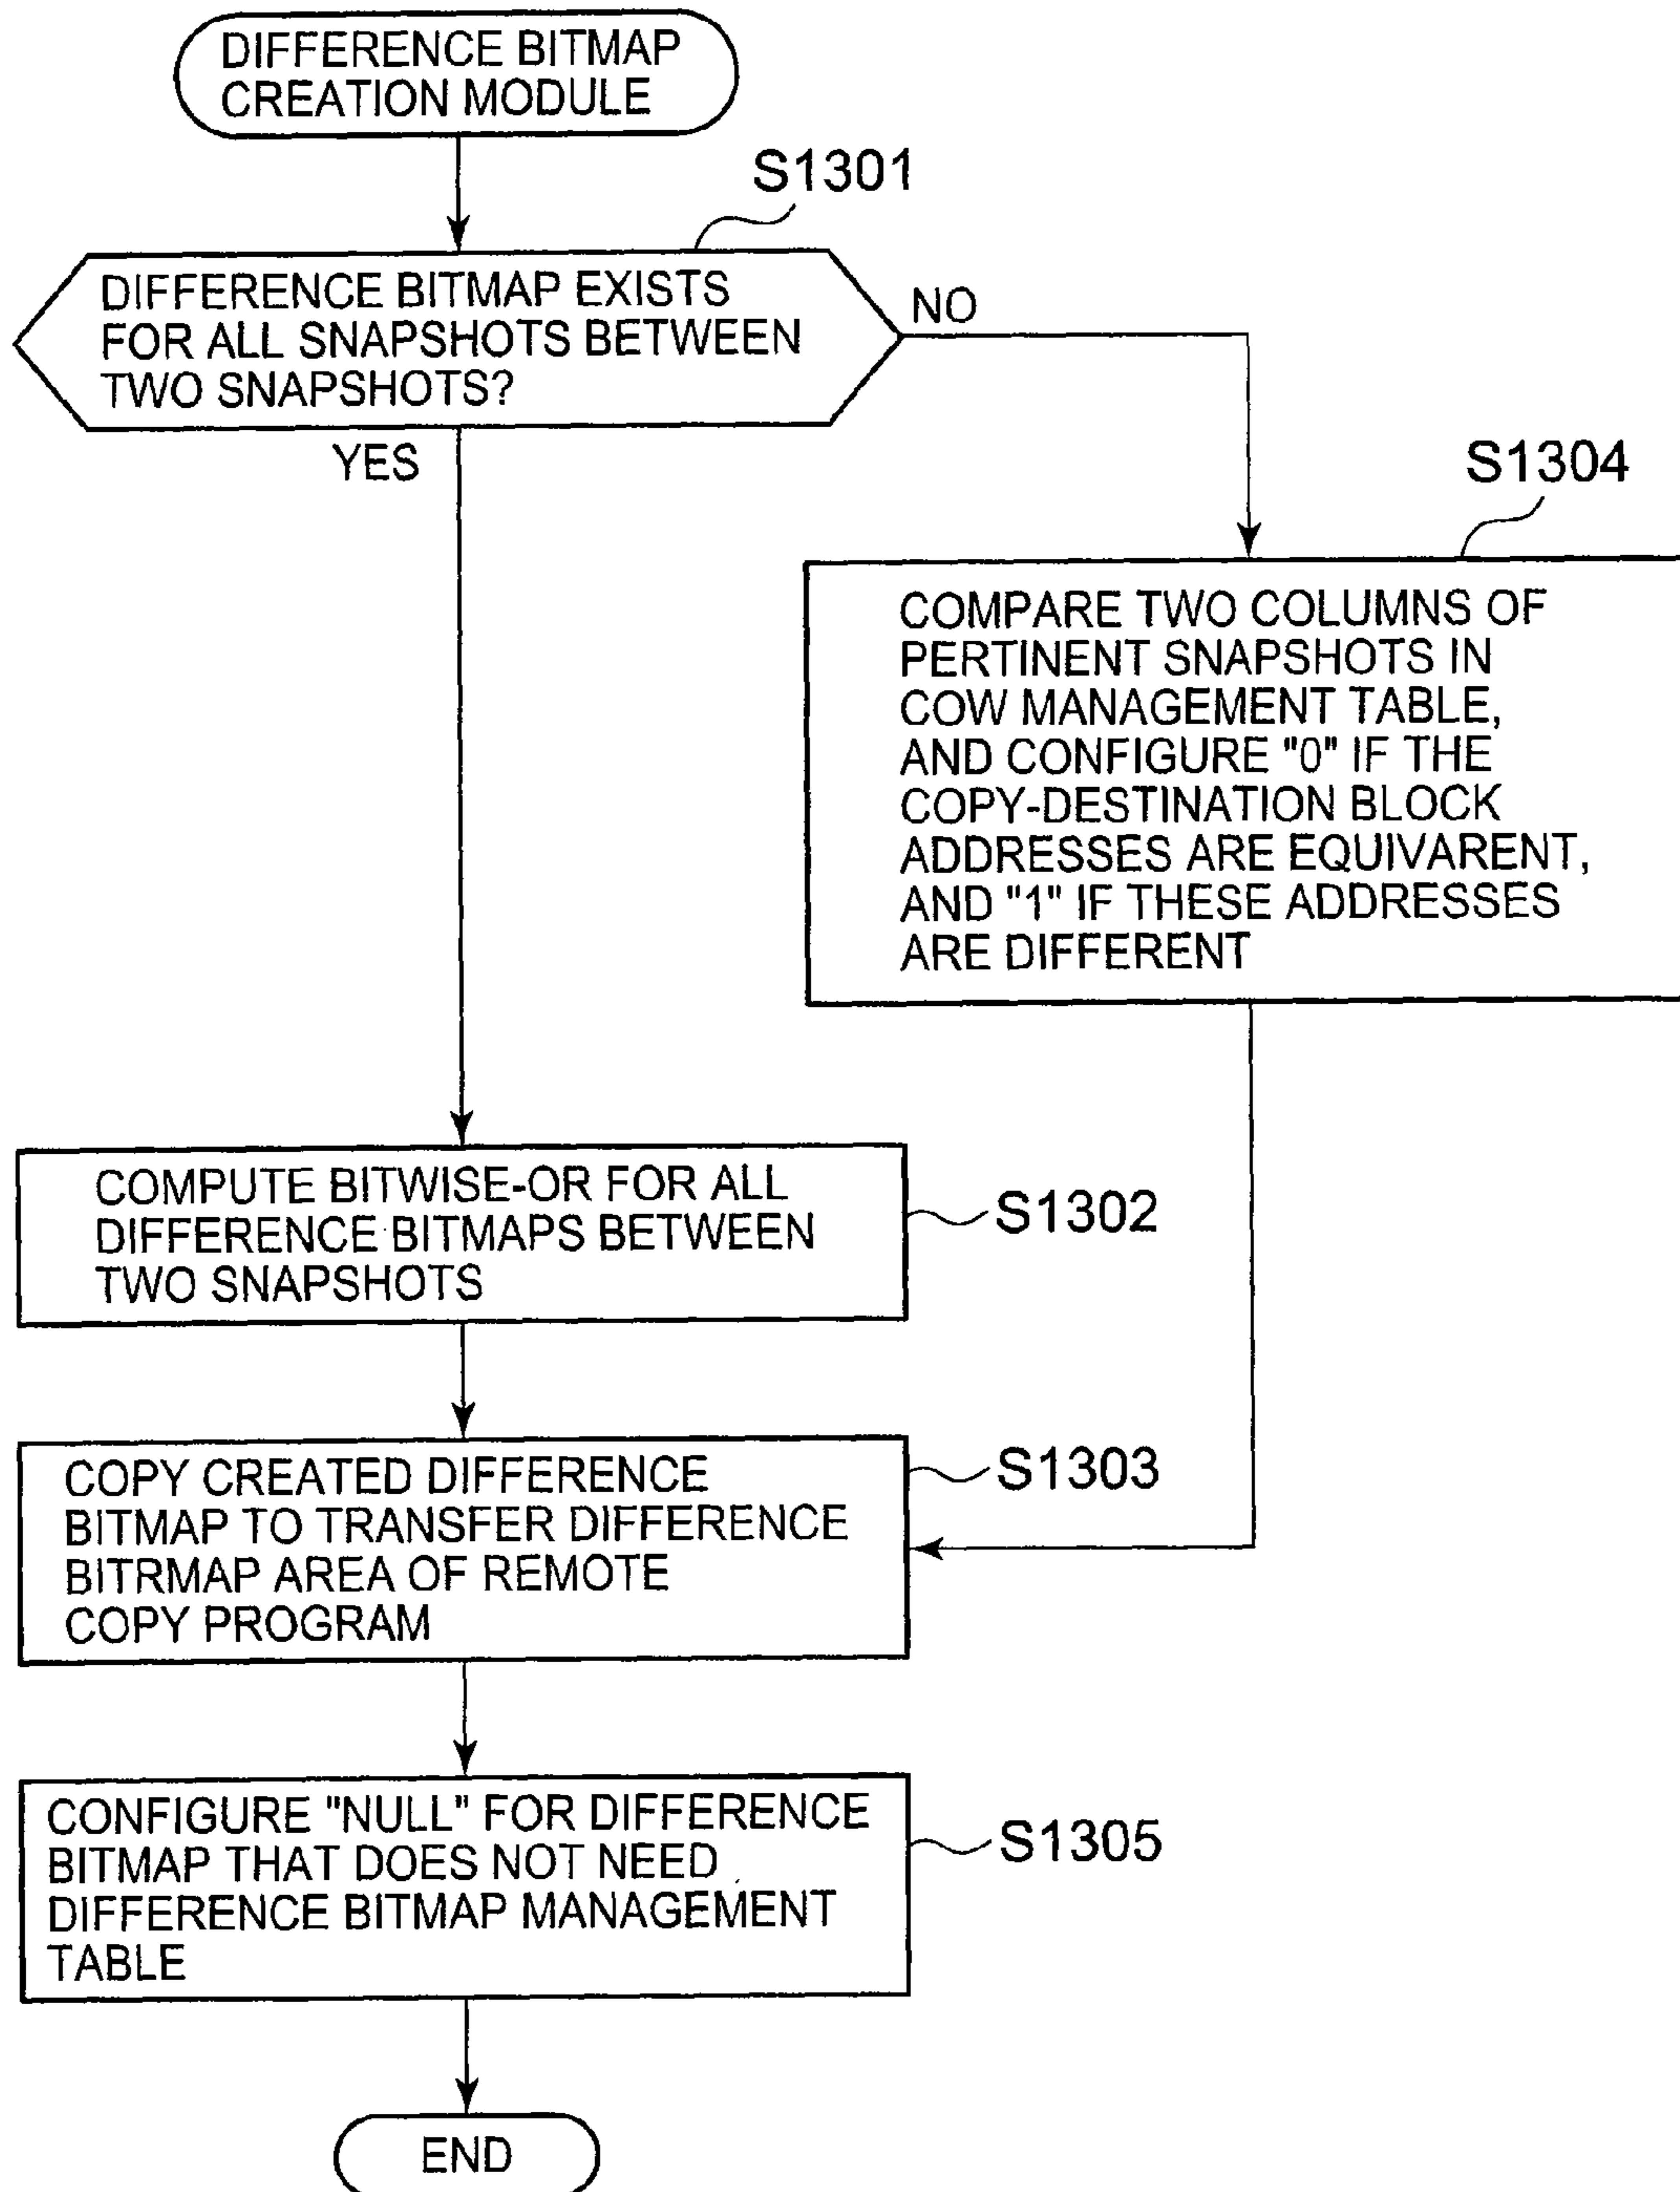 DIFFERENCE BITMAP
CREATION MODULE
S1301
DIFFERENCE BITMAP EXISTS
FOR ALL SNAPSHOTS BETWEEN
TWO SNAPSHOTS?
NO
YES
S1304
COMPARE TWO COLUMNS OF
PERTINENT SNAPSHOTS IN
COW MANAGEMENT TABLE,
AND CONFIGURE "0" IF THE
COPY-DESTINATION BLOCK
ADDRESSES ARE EQUIVARENT,
AND "1" IF THESE ADDRESSES
ARE DIFFERENT
COMPUTE BITWISE-OR FOR ALL
DIFFERENCE BITMAPS BETWEEN
TWO SNAPSHOTS
S1302
COPY CREATED DIFFERENCE
BITMAP TO TRANSFER DIFFERENCE
BITRMAP AREA OF REMOTE
COPY PROGRAM
S1303
CONFIGURE "NULL" FOR DIFFERENCE
BITMAP THAT DOES NOT NEED
DIFFERENCE BITMAP MANAGEMENT
TABLE
S1305
END